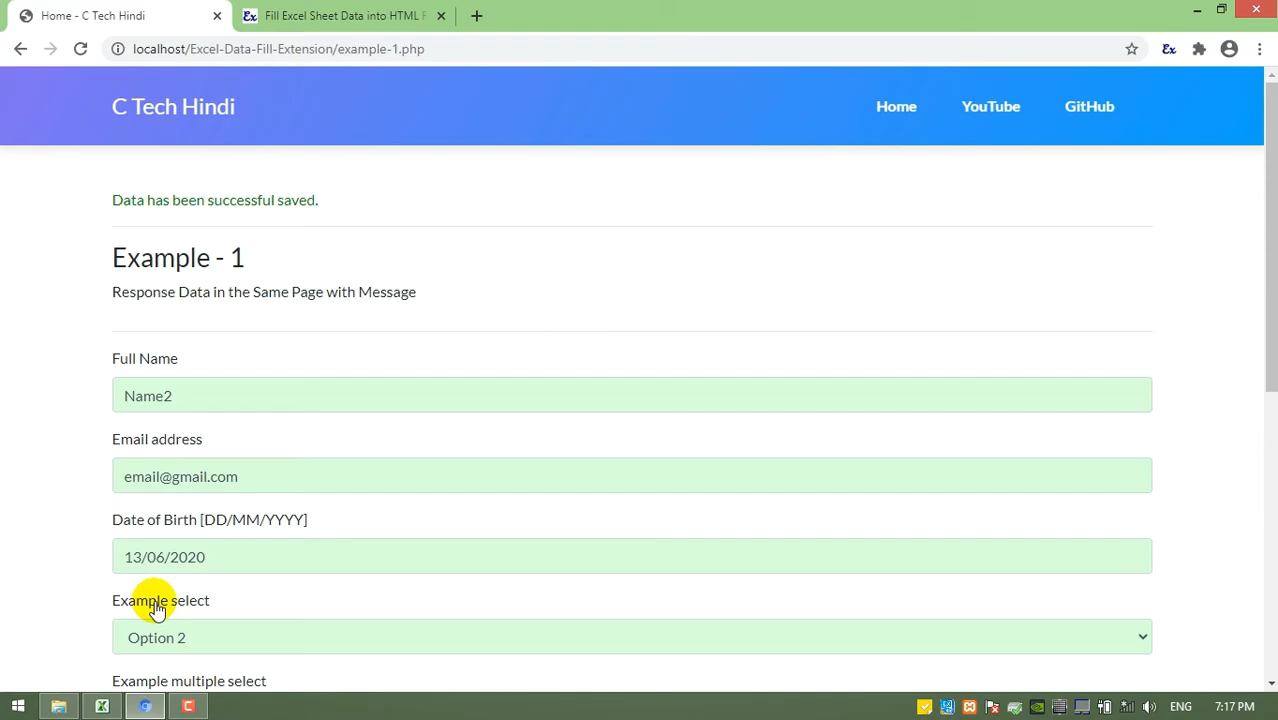 Home - C Tech Hindi
Ex Fill Excel Sheet Data into HTML F
localhost/Excel-Data-Fill-Extension/example-1.php
Ex
C Tech Hindi
Home YouTube GitHub
Data has been successful saved.
Example - 1
Response Data in the Same Page with Message
Full Name
Name2
Email address
email@gmail.com
Date of Birth [DD/MM/YYYY]
13/06/2020
Example select
Option 2
Example multiple select
ENG 7:17 PM